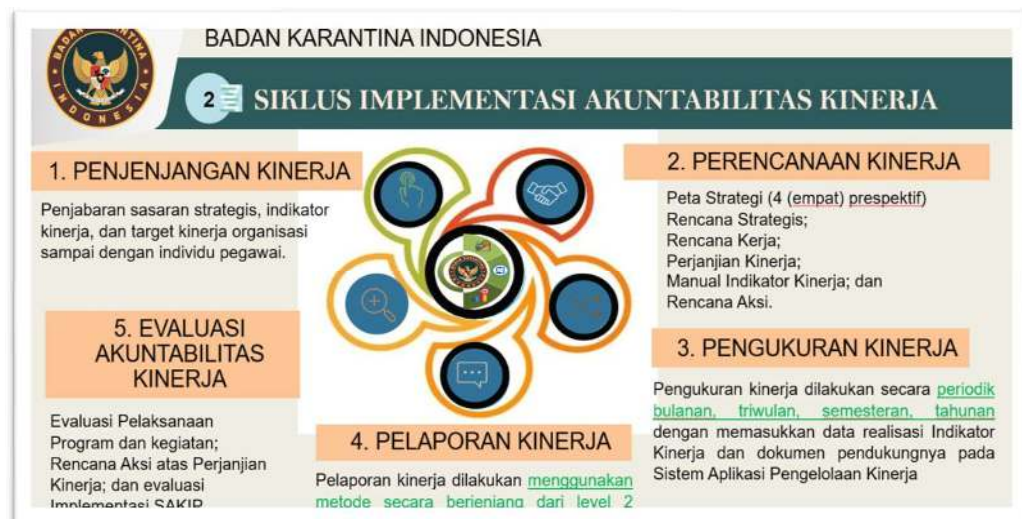 BADAN KARANTINA INDONESIA
BADAN KARANTINA
INDONESIA
2 SIKLUS IMPLEMENTASI AKUNTABILITAS KINERJA
1. PENJENJANGAN KINERJA
Penjabaran sasaran strategis, indikator
kinerja, dan target kinerja organisasi
sampai dengan individu pegawai.
2. PERENCANAAN KINERJA
Peta Strategi (4 (empat) prespektif)
Rencana Strategis;
Rencana Kerja;
Perjanjian Kinerja;
Manual Indikator Kinerja; dan
Rencana Aksi.
3. PENGUKURAN KINERJA
Pengukuran kinerja dilakukan secara periodik
bulanan, triwulan, semesteran, tahunan
dengan memasukkan data realisasi Indikator
Kinerja dan dokumen pendukungnya pada
Sistem Aplikasi Pengelolaan Kinerja
4. PELAPORAN KINERJA
Pelaporan kinerja dilakukan menggunakan
metode secara berjenjang dari level 2
5. EVALUASI
AKUNTABILITAS
KINERJA
Evaluasi Pelaksanaan
Program dan kegiatan;
Rencana Aksi atas Perjanjian
Kinerja; dan evaluasi
Implementasi SAKIP